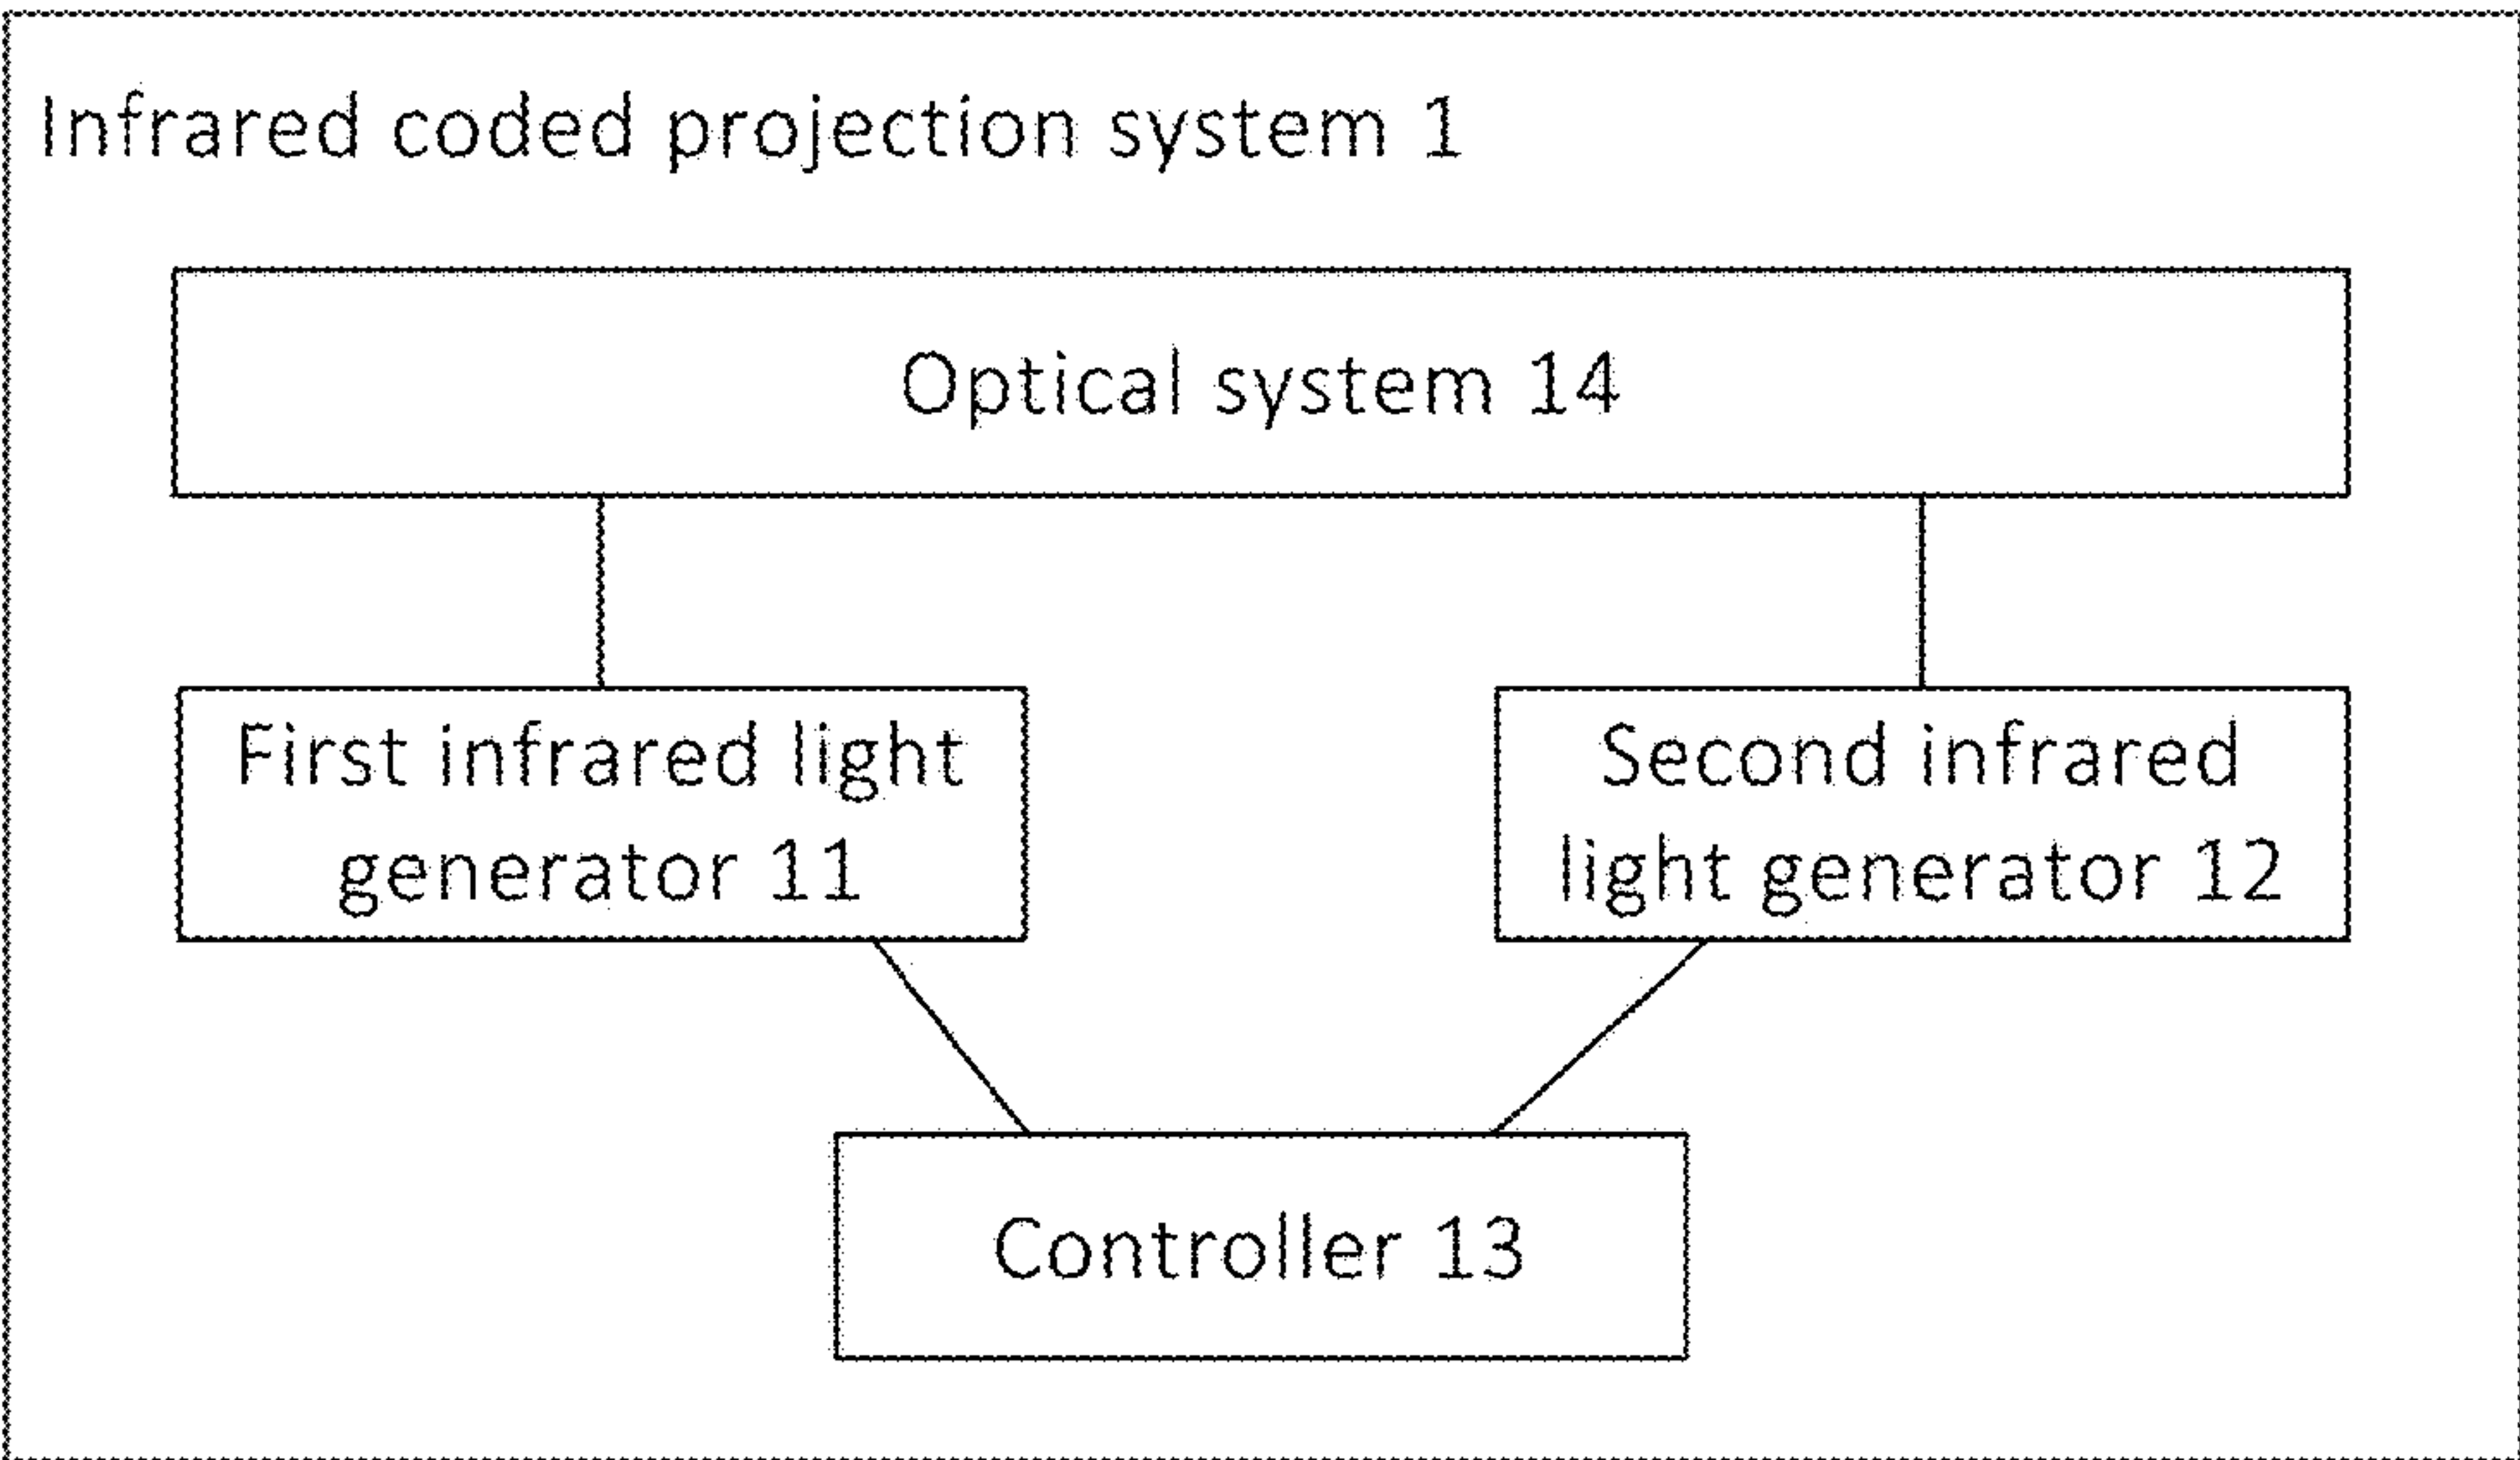 Infrared coded projection system 1
Optical system 14
First infrared light
generator 11
Second infrared
light generator 12
Controller 13